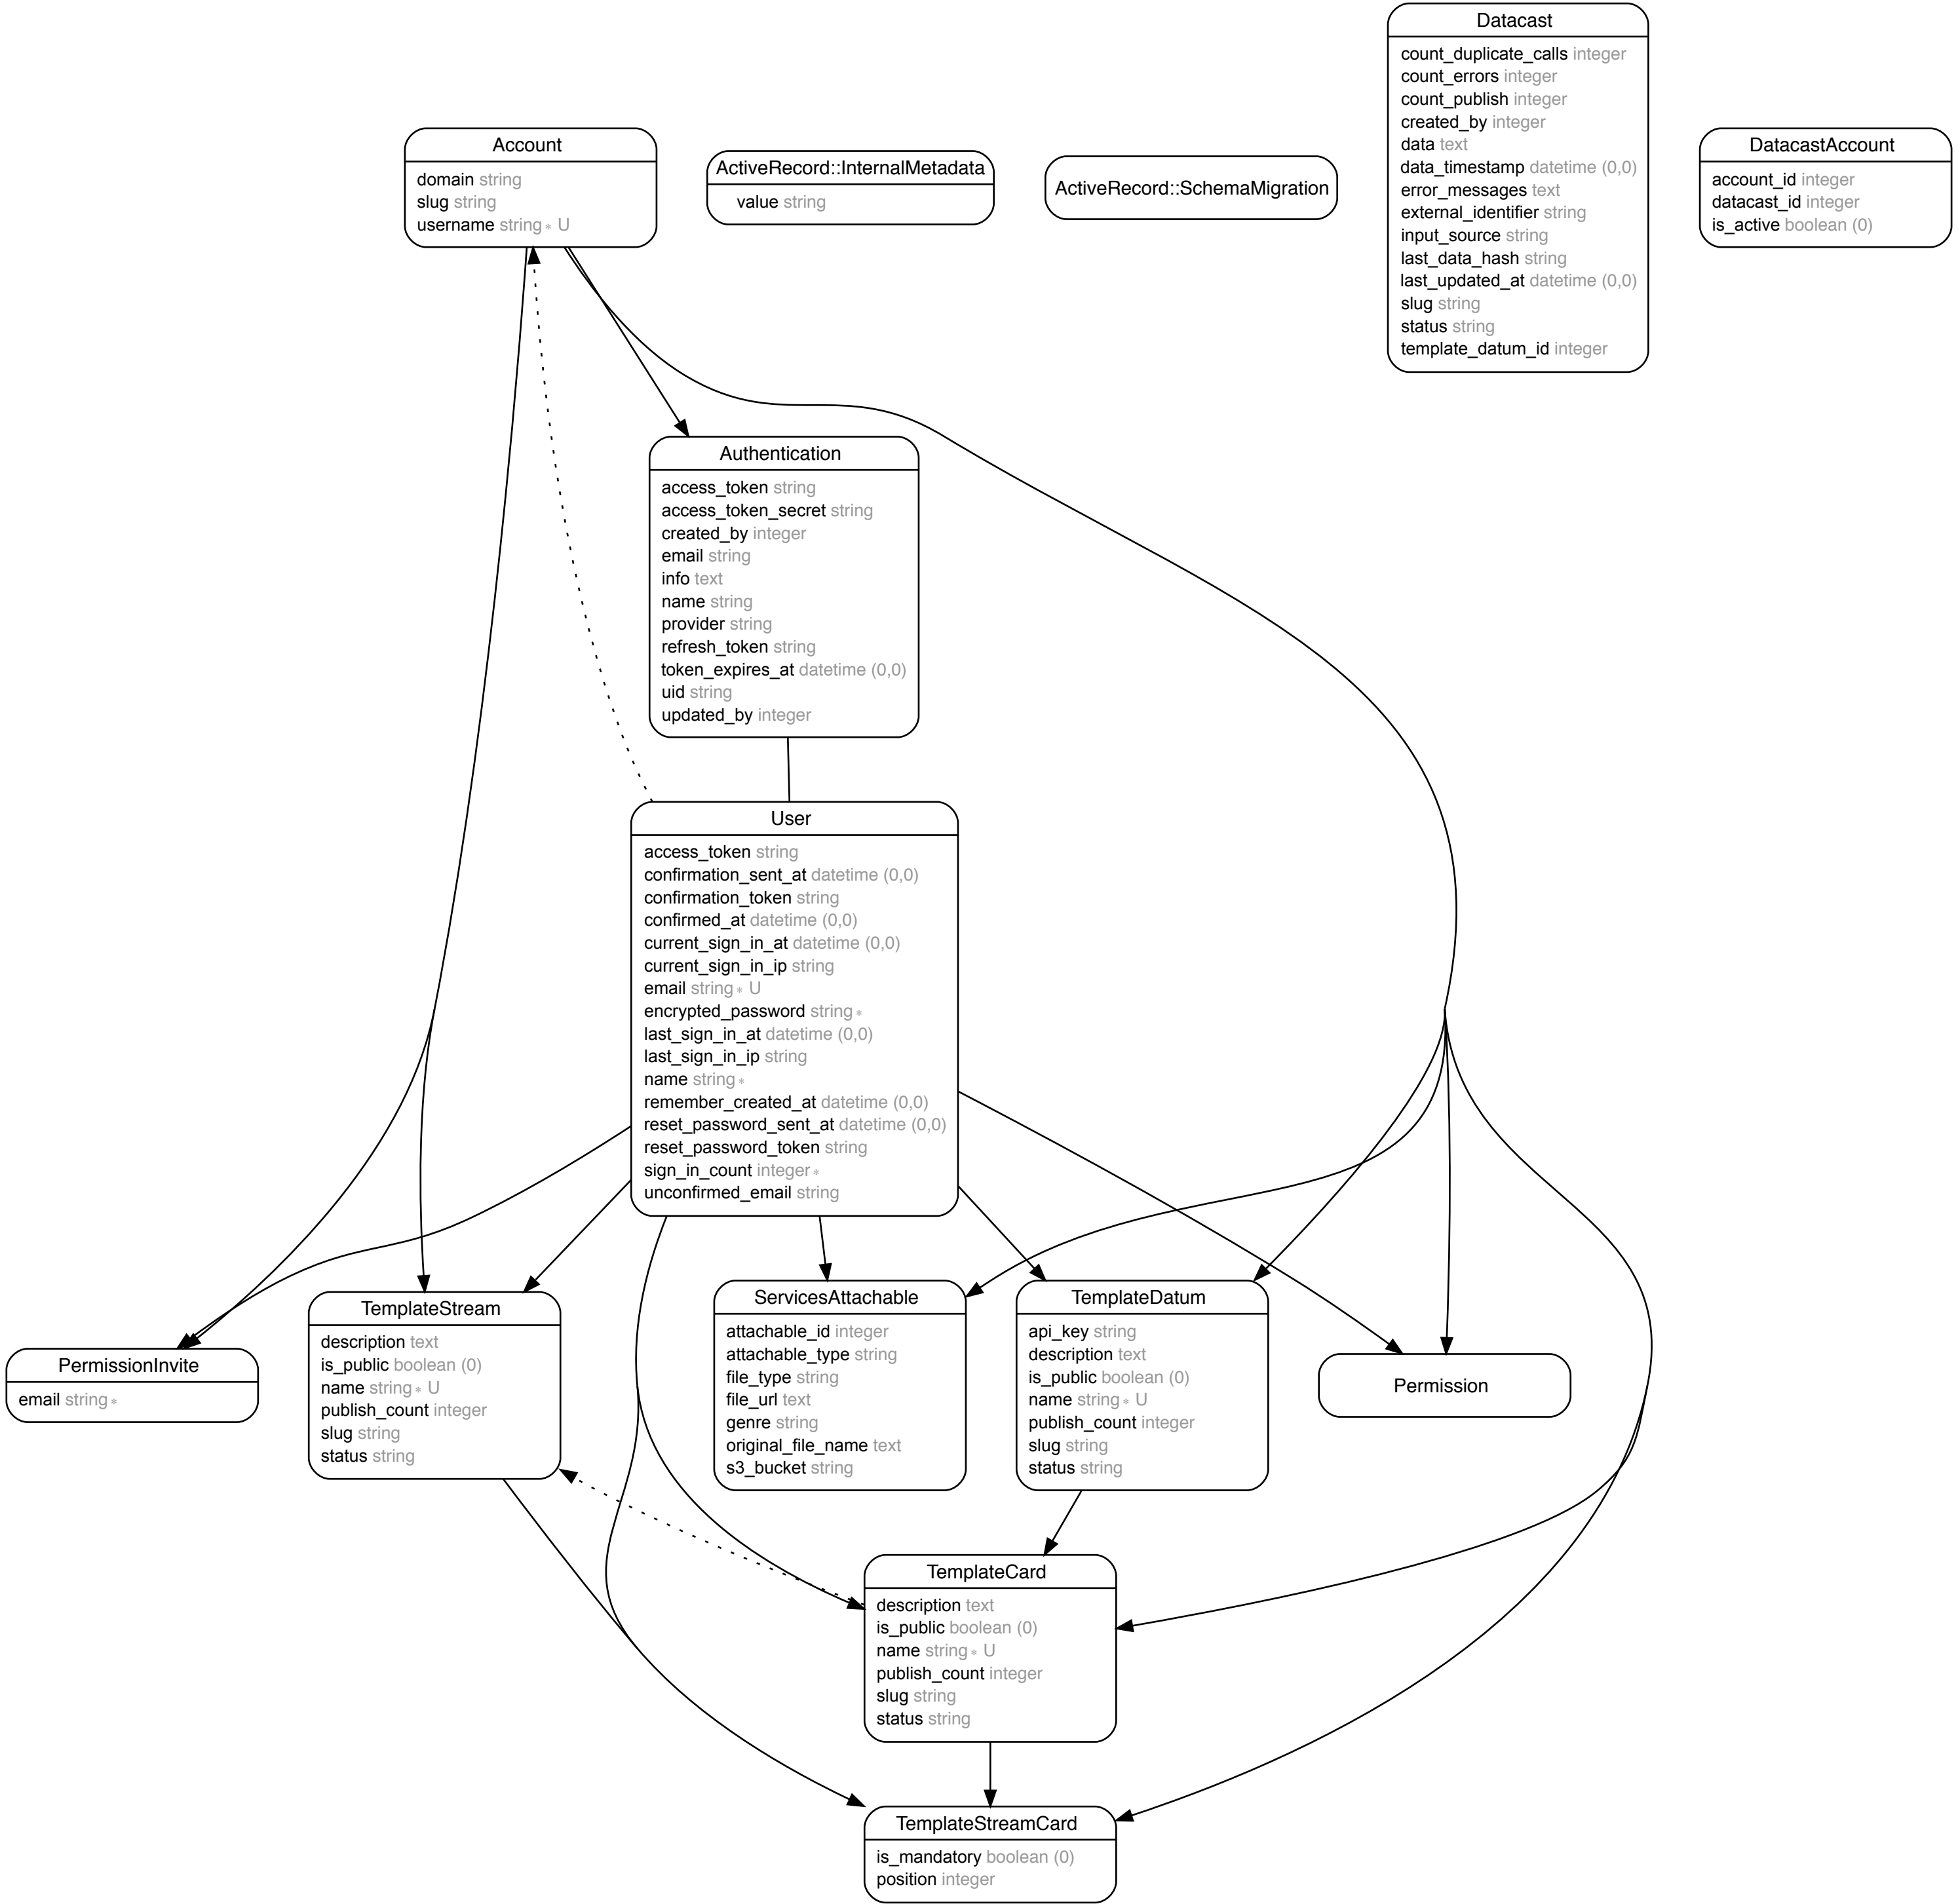 Datacast
count_duplicate_calls integer
count_errors integer
count_publish integer
created_by integer
data text
data_timestamp datetime (0,0)
error_messages text
external_identifier string
input_source string
last_data_hash string
last_updated_at datetime (0,0)
slug string
status string
template_datum_id integer
Account
domain string
slug string
username string * U
ActiveRecord::InternalMetadata
value string
ActiveRecord::SchemaMigration
DatacastAccount
account_id integer
datacast_id integer
is_active boolean (0)
Authentication
access_token string
access_token_secret string
created_by integer
email string
info text
name string
provider string
refresh_token string
token_expires_at datetime (0,0)
uid string
updated_by integer
User
access_token string
confirmation_sent_at datetime (0,0)
confirmation_token string
confirmed_at datetime (0,0)
current_sign_in_at datetime (0,0)
current_sign_in_ip string
email string * U
encrypted_password string *
last_sign_in_at datetime (0,0)
last_sign_in_ip string
name string *
remember_created_at datetime (0,0)
reset_password_sent_at datetime (0,0)
reset_password_token string
sign_in_count integer *
unconfirmed_email string
PermissionInvite
email string *
TemplateStream
description text
is_public boolean (0)
name string * U
publish_count integer
slug string
status string
ServicesAttachable
attachable_id integer
attachable_type string
file_type string
file_url text
genre string
original_file_name text
s3_bucket string
TemplateDatum
api_key string
description text
is_public boolean (0)
name string * U
publish_count integer
slug string
status string
Permission
TemplateCard
description text
is_public boolean (0)
name string * U
publish_count integer
slug string
status string
TemplateStreamCard
is_mandatory boolean (0)
position integer